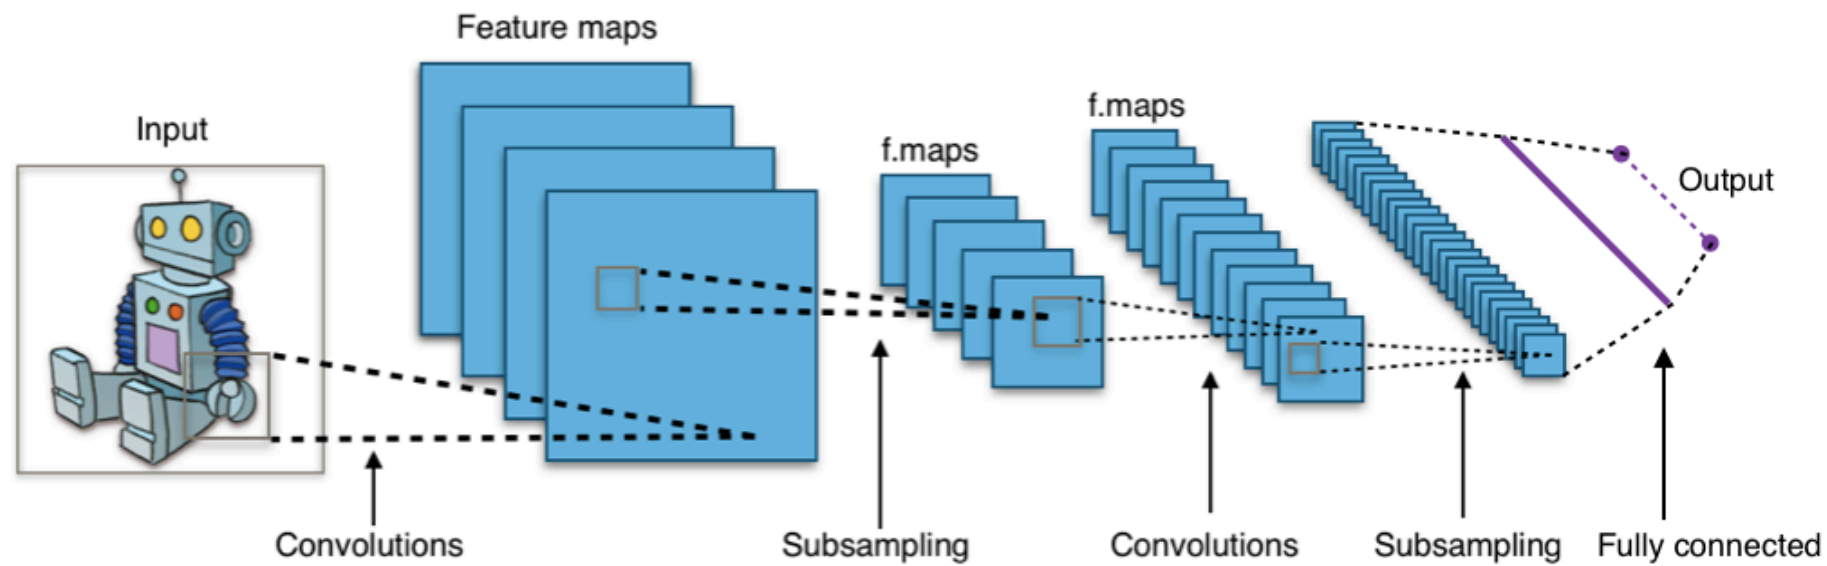 Feature maps
f.maps
Input
f.maps
Output
Convolutions
Subsampling
Convolutions
Subsampling
Fully connected